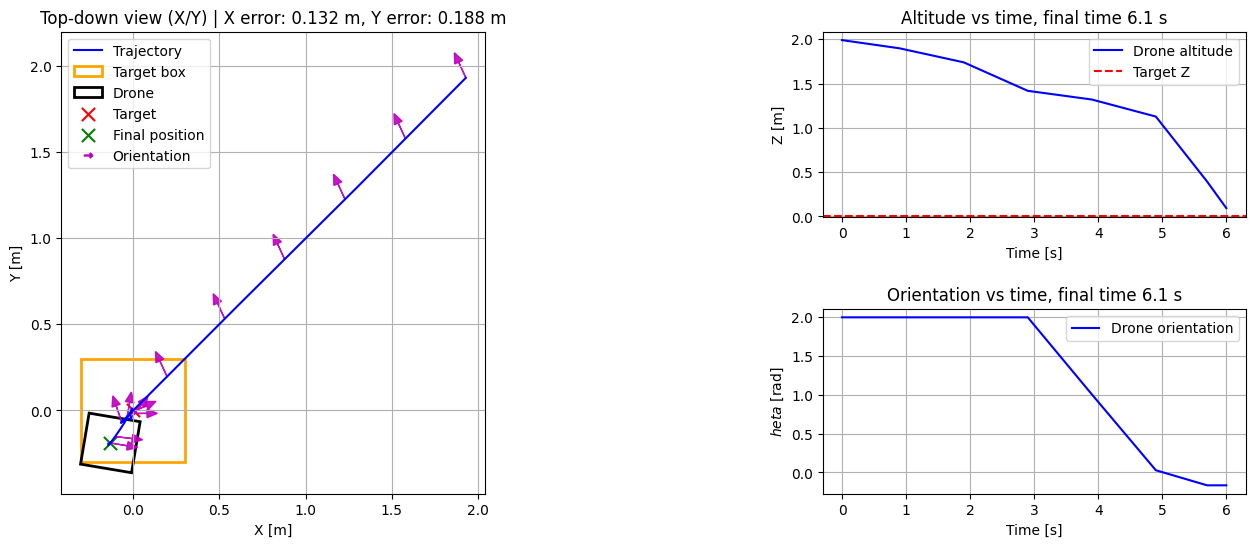 Top-down view (X/Y) | X error: 0.132 m, Y error: 0.188 m
Trajectory
Target box
Drone
Target
Final position
Orientation
2.0
1.5
1.0
0.5
0.0
Y [m]
0.0 0.5 1.0 1.5 2.0
X [m]
Altitude vs time, final time 6.1 s
Drone altitude
Target Z
2.0
1.5
1.0
0.5
0.0
Z [m]
0 1 2 3 4 5 6
Time [s]
Orientation vs time, final time 6.1 s
Drone orientation
2.0
1.5
1.0
0.5
0.0
heta [rad]
0 1 2 3 4 5 6
Time [s]